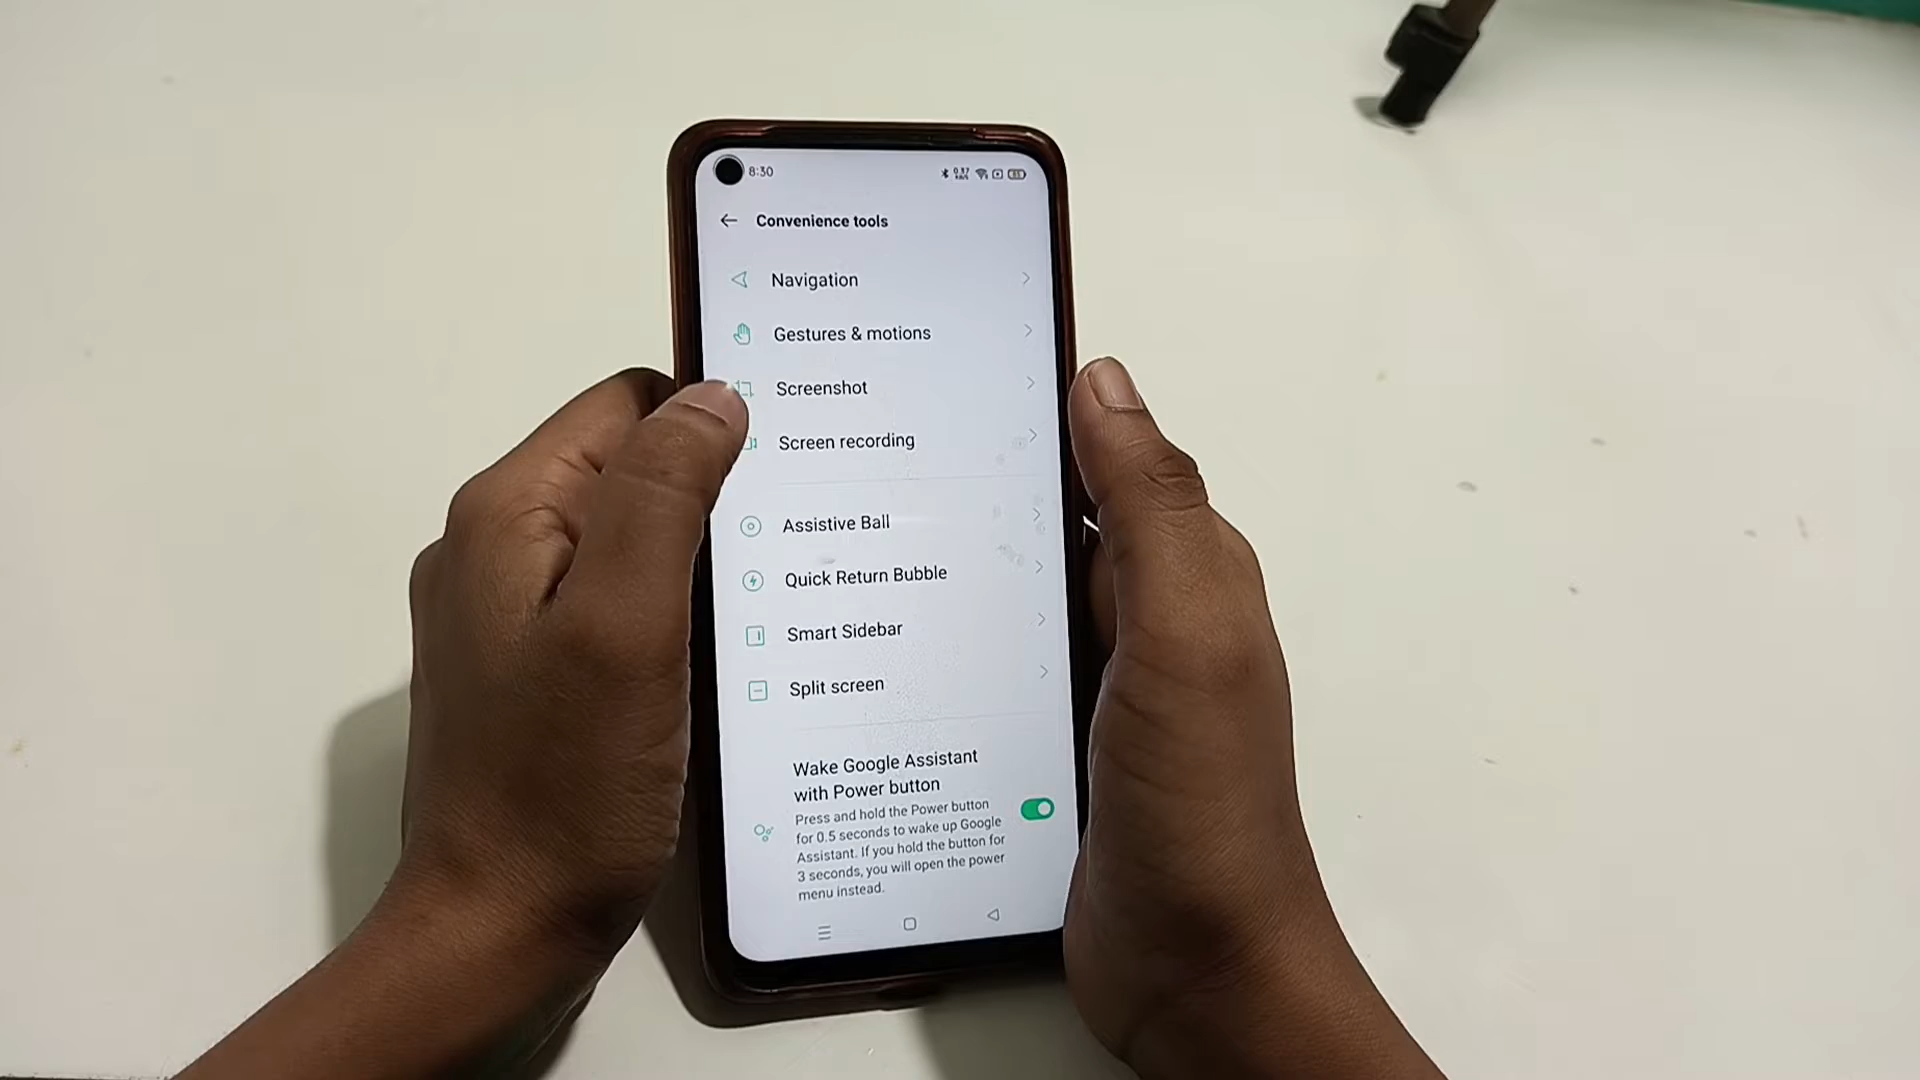 8:30
Convenience tools
Navigation
Gestures & motions
Screenshot
Screen recording
Assistive Ball
Quick Return Bubble
Smart Sidebar
Split screen
Wake Google Assistant
with Power button
Press and hold the Power button
for 0.5 seconds to wake up Google
Assistant. If you hold the button for
3 seconds, you will open the power
menu instead.